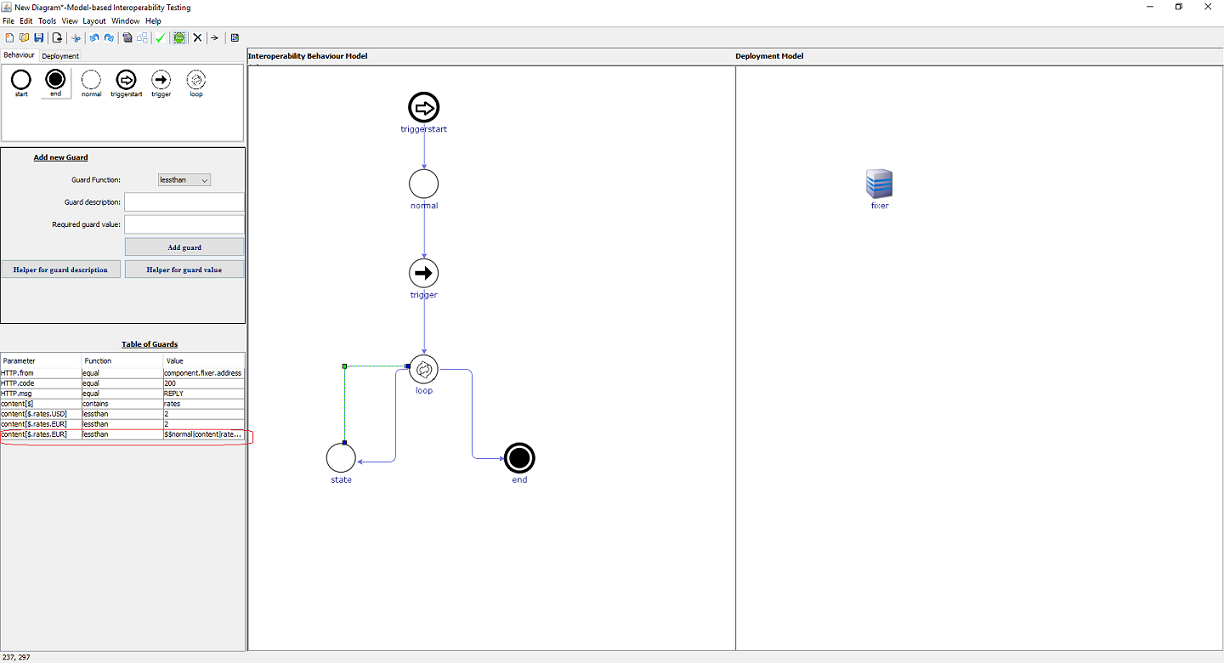 New Diagram*-Model-based Interoperability Testing
File Edit Tools View Layout Window Help
Behaviour Deployment
start end normal triggerstart trigger loop
Add new Guard
Guard Function: lessthan
Guard description:
Required guard value:
Add guard
Helper for guard description Helper for guard value
Table of Guards
Parameter Function Value
HTTP.from equal component.fixer.address
HTTP.code equal 200
HTTP.msg equal REPLY
content[$] contains rates
content[$.rates.USD] lessthan 2
content[$.rates.EUR] lessthan 2
content[$.rates.EUR] lessthan $$normal|content|rate...
Interoperability Behaviour Model
triggerstart
normal
trigger
loop
state
end
Deployment Model
fixer
237, 297